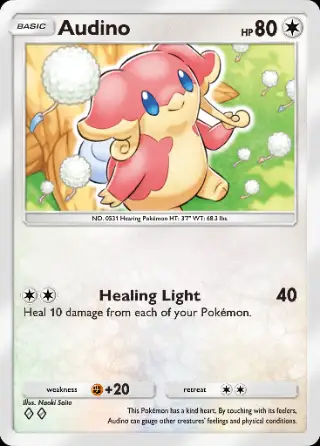 BASIC Audino HP 80
NO. 0531 Hearing Pokémon HT: 3'7" WT: 68.3 lbs.
Healing Light 40
Heal 10 damage from each of your Pokémon.
weakness +20 retreat
Illus. Naoki Saito
This Pokémon has a kind heart. By touching with its feelers,
Audino can gauge other creatures' feelings and physical conditions.